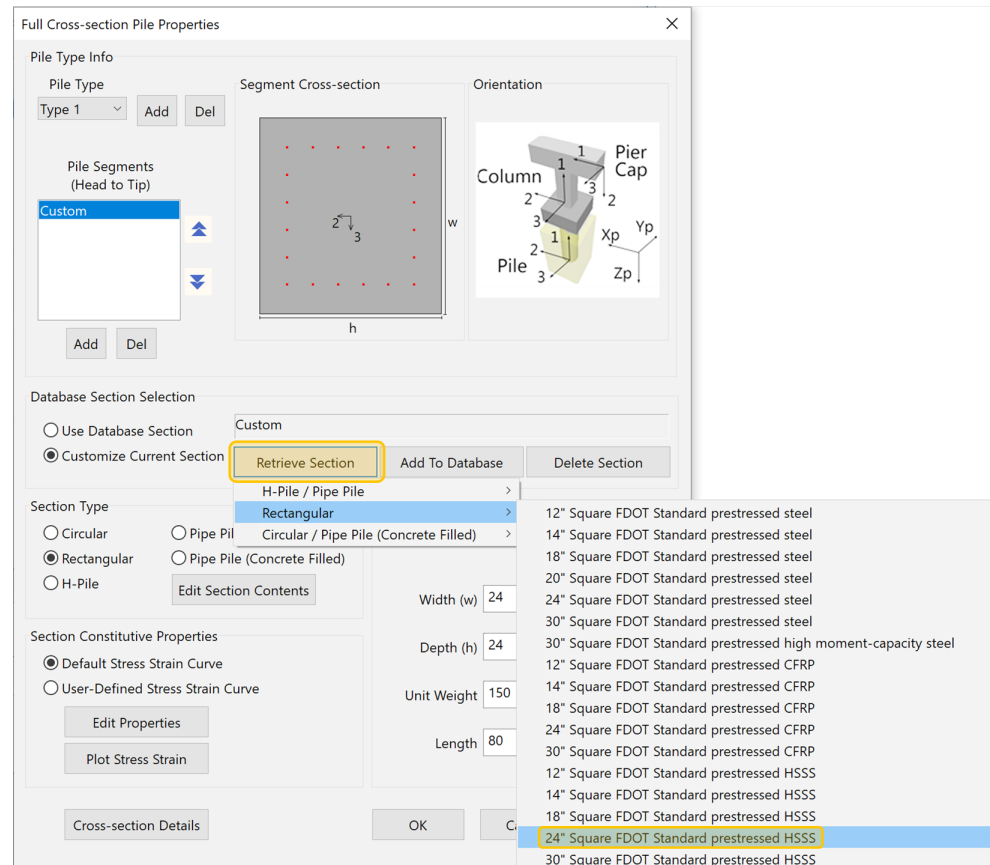 Full Cross-section Pile Properties
Pile Type Info
Pile Type
Type 1
Add
Del
Pile Segments
(Head to Tip)
Custom
Add
Del
Segment Cross-section
2
3
w
h
Orientation
Column
Pier
Cap
1
1
2
3
3
2
Pile
1
2
3
Xp
Yp
Zp
Database Section Selection
Use Database Section
Customize Current Section
Custom
Retrieve Section
Add To Database
Delete Section
H-Pile / Pipe Pile
Rectangular
Circular / Pipe Pile (Concrete Filled)
Section Type
Circular
Pipe Pil
Rectangular
Pipe Pile (Concrete Filled)
H-Pile
Edit Section Contents
Section Constitutive Properties
Default Stress Strain Curve
User-Defined Stress Strain Curve
Edit Properties
Plot Stress Strain
Width (w) 24
Depth (h) 24
Unit Weight 150
Length 80
12" Square FDOT Standard prestressed steel
14" Square FDOT Standard prestressed steel
18" Square FDOT Standard prestressed steel
20" Square FDOT Standard prestressed steel
24" Square FDOT Standard prestressed steel
30" Square FDOT Standard prestressed steel
30" Square FDOT Standard prestressed high moment-capacity steel
12" Square FDOT Standard prestressed CFRP
14" Square FDOT Standard prestressed CFRP
18" Square FDOT Standard prestressed CFRP
24" Square FDOT Standard prestressed CFRP
30" Square FDOT Standard prestressed CFRP
12" Square FDOT Standard prestressed HSSS
14" Square FDOT Standard prestressed HSSS
18" Square FDOT Standard prestressed HSSS
24" Square FDOT Standard prestressed HSSS
30" Square FDOT Standard prestressed HSSS
Cross-section Details
OK